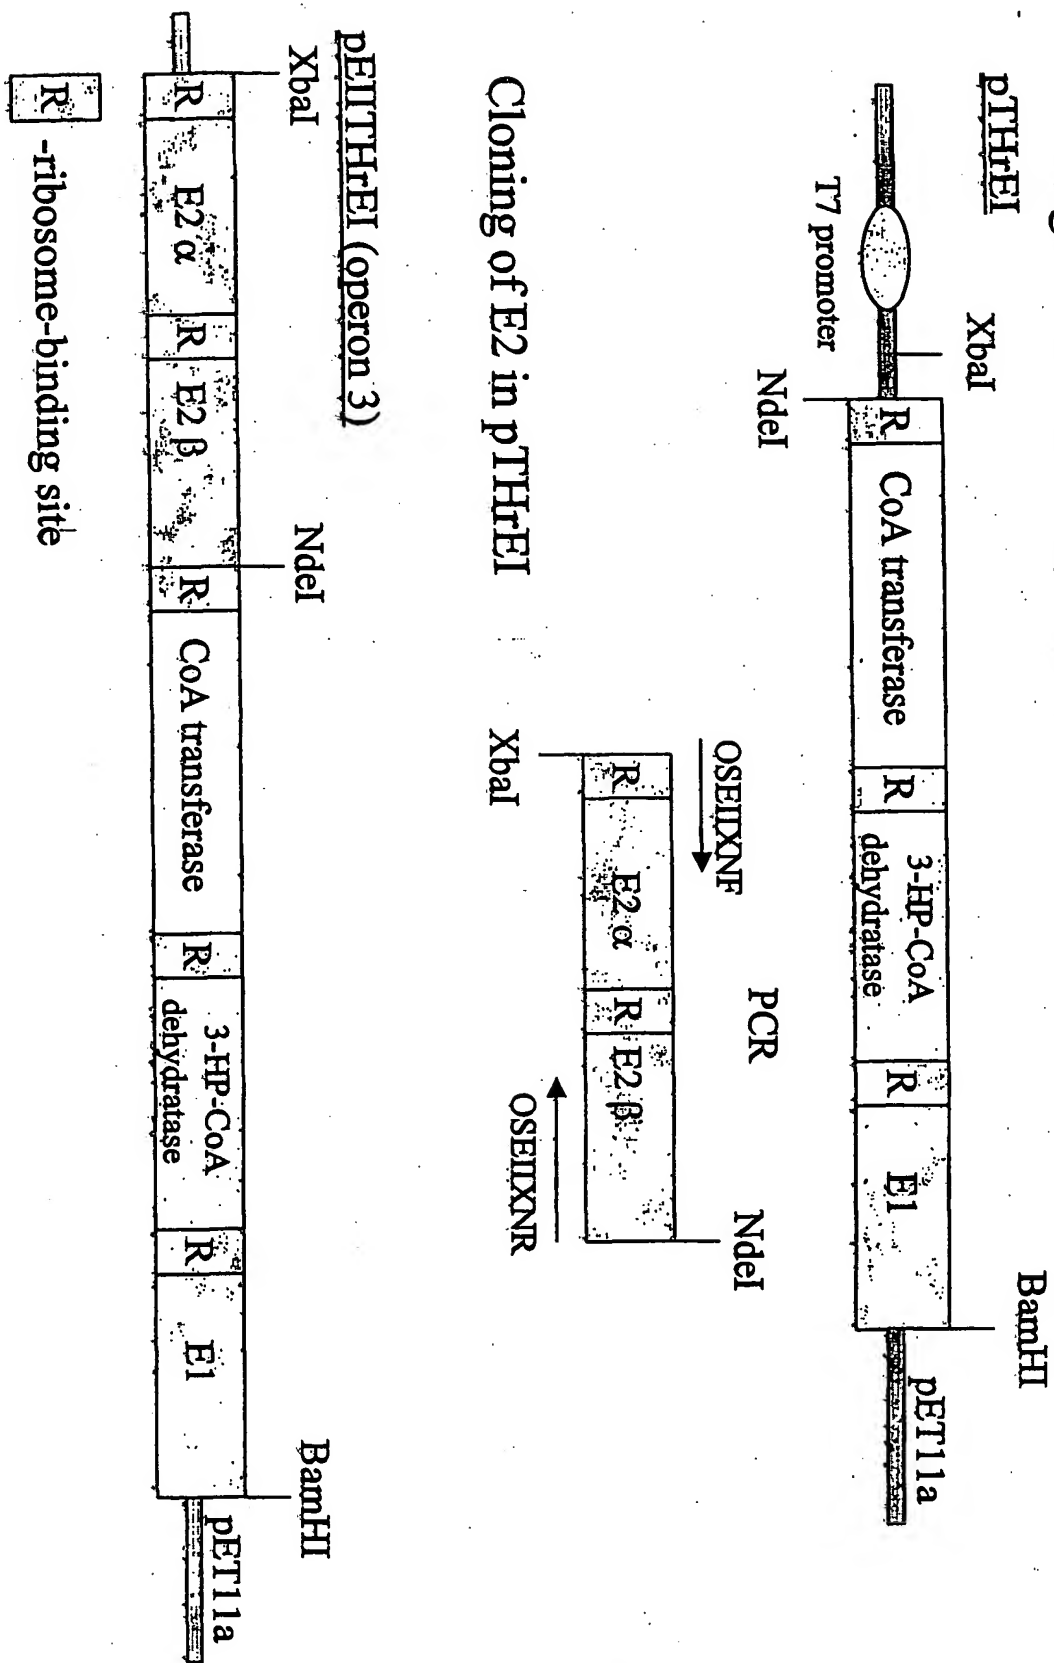 pTHrEI
XbaI
BamHI
T7 promoter
NdeI
R
CoA transferase
R
3-HP-CoA
dehydratase
R
E1
pET11a
Cloning of E2 in pTHrEI
PCR
OSEIIXNF
NdeI
R
E2 α
R
E2 β
XbaI
OSEIIXNR
pEIITHrEI (operon 3)
XbaI
NdeI
BamHI
R
E2 α
R
E2 β
R
CoA transferase
R
3-HP-CoA
dehydratase
R
E1
pET11a
R -ribosome-binding site